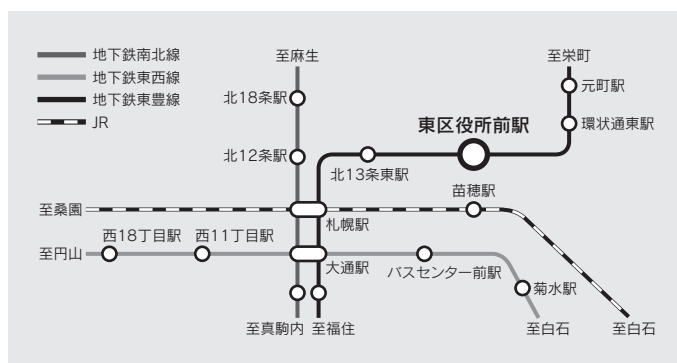 地下鉄南北線
地下鉄東西線
地下鉄東豊線
JR
至麻生
至栄町
北18条駅
元町駅
東区役所前駅
環状通東駅
北12条駅
北13条東駅
苗穂駅
至桑園
札幌駅
西18丁目駅
西11丁目駅
至円山
大通駅
バスセンター前駅
菊水駅
至真駒内
至福住
至白石
至白石